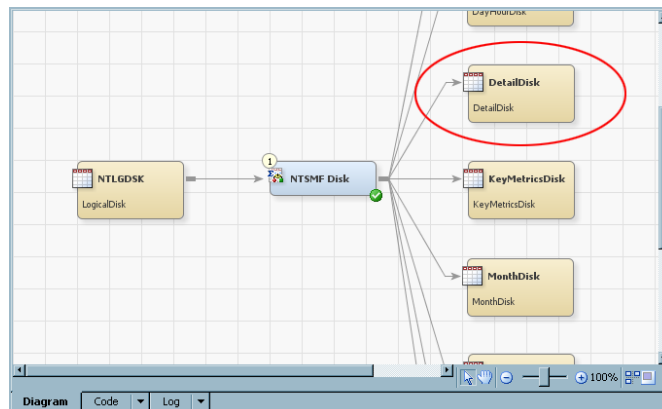 DayHourDisk
DetailDisk
DetailDisk
1
NTLGDSK
LogicalDisk
NTSMF Disk
KeyMetricsDisk
KeyMetricsDisk
MonthDisk
MonthDisk
100%
Diagram Code Log